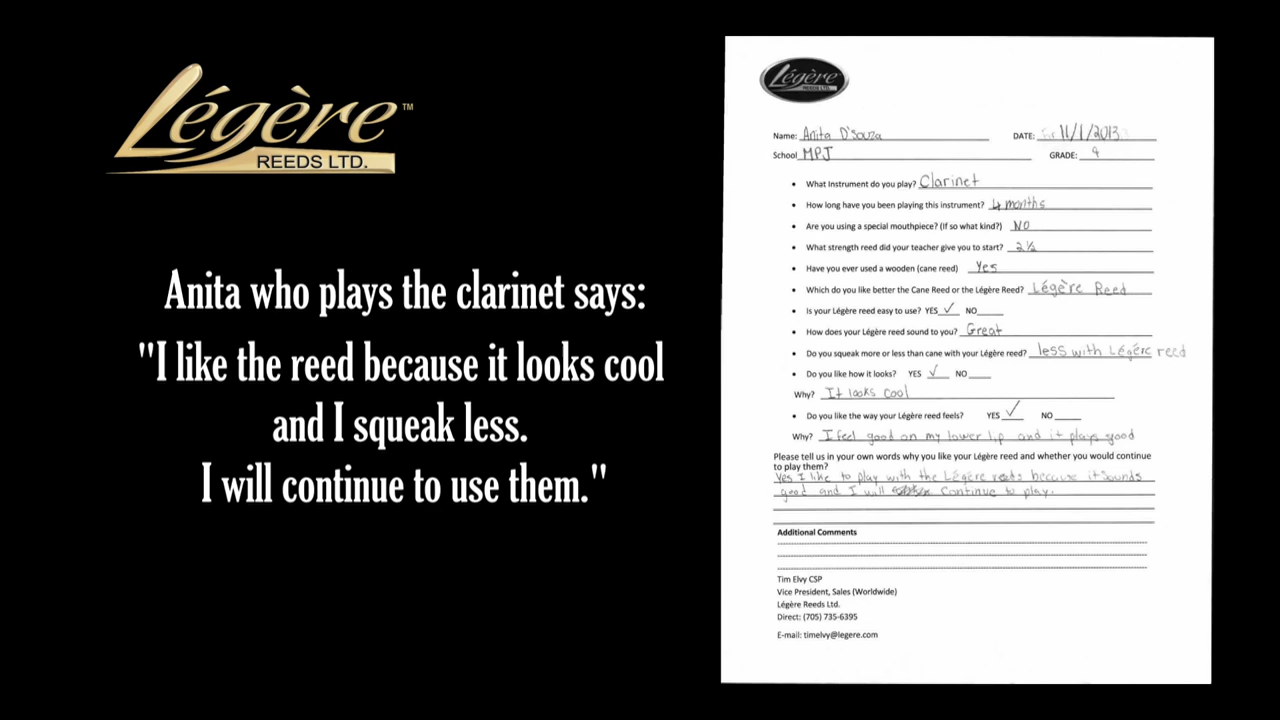 Légère™
REEDS LTD.
Anita who plays the clarinet says:
"I like the reed because it looks cool
and I squeak less.
I will continue to use them."
Légère
REEDS LTD.
Name: Anita D'Souza DATE: 11/1/2013
School MPJ GRADE: 9
• What Instrument do you play? Clarinet
• How long have you been playing this instrument? 4 months
• Are you using a special mouthpiece? (If so what kind?) NO
• What strength reed did your teacher give you to start? 2½
• Have you ever used a wooden (cane reed) Yes
• Which do you like better the Cane Reed or the Légère Reed? Légère Reed
• Is your Légère reed easy to use? YES ✓ NO
• How does your Légère reed sound to you? Great
• Do you squeak more or less than cane with your Légère reed? less with Légère reed
• Do you like how it looks? YES ✓ NO
Why? It looks cool
• Do you like the way your Légère reed feels? YES ✓ NO
Why? I feel good on my lower lip and it plays good
Please tell us in your own words why you like your Légère reed and whether you would continue
to play them?
Yes I like to play with the Légère reeds because it sounds
good and I will continue to play.
Additional Comments
Tim Elvy CSP
Vice President, Sales (Worldwide)
Légère Reeds Ltd.
Direct: (705) 735-6395
E-mail: timelvy@legere.com